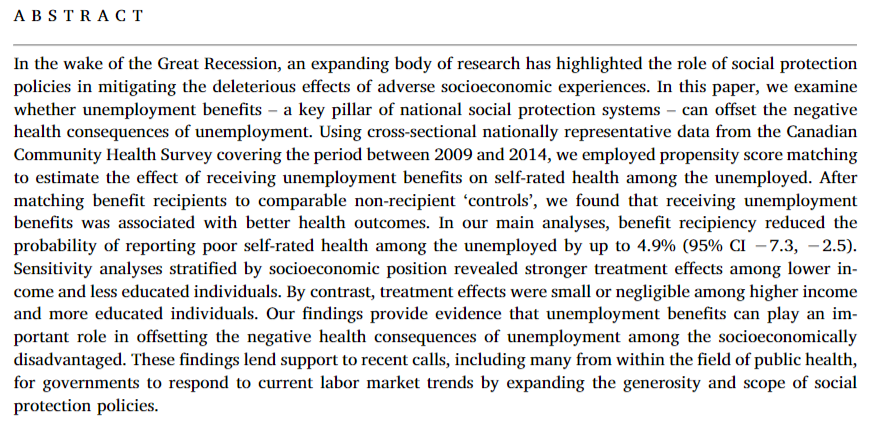 A B S T R A C T
In the wake of the Great Recession, an expanding body of research has highlighted the role of social protection
policies in mitigating the deleterious effects of adverse socioeconomic experiences. In this paper, we examine
whether unemployment benefits – a key pillar of national social protection systems – can offset the negative
health consequences of unemployment. Using cross-sectional nationally representative data from the Canadian
Community Health Survey covering the period between 2009 and 2014, we employed propensity score matching
to estimate the effect of receiving unemployment benefits on self-rated health among the unemployed. After
matching benefit recipients to comparable non-recipient ‘controls’, we found that receiving unemployment
benefits was associated with better health outcomes. In our main analyses, benefit recipiency reduced the
probability of reporting poor self-rated health among the unemployed by up to 4.9% (95% CI −7.3, −2.5).
Sensitivity analyses stratified by socioeconomic position revealed stronger treatment effects among lower in-
come and less educated individuals. By contrast, treatment effects were small or negligible among higher income
and more educated individuals. Our findings provide evidence that unemployment benefits can play an im-
portant role in offsetting the negative health consequences of unemployment among the socioeconomically
disadvantaged. These findings lend support to recent calls, including many from within the field of public health,
for governments to respond to current labor market trends by expanding the generosity and scope of social
protection policies.